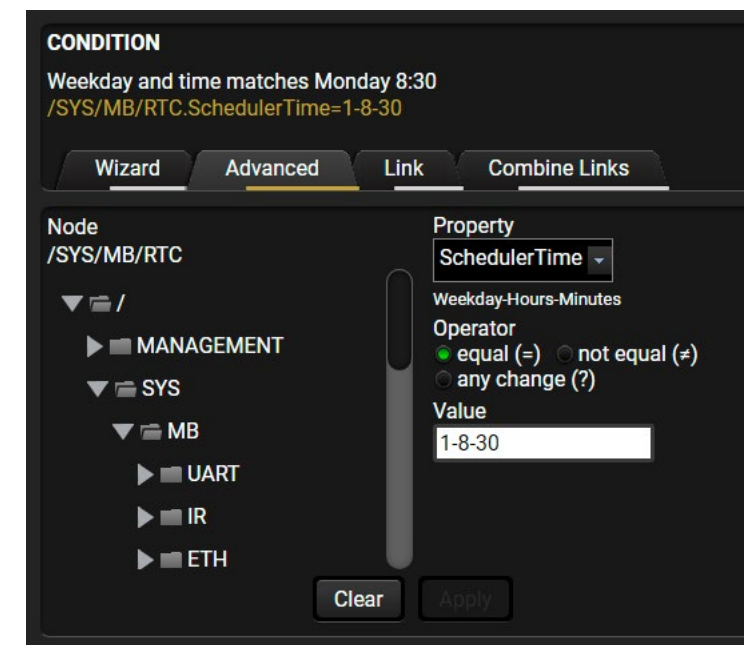 CONDITION
Weekday and time matches Monday 8:30
/SYS/MB/RTC.SchedulerTime=1-8-30
Wizard Advanced Link Combine Links
Node
/SYS/MB/RTC
/
MANAGEMENT
SYS
MB
UART
IR
ETH
Property
SchedulerTime
Weekday-Hours-Minutes
Operator
equal (=) not equal (≠)
any change (?)
Value
1-8-30
Clear Apply